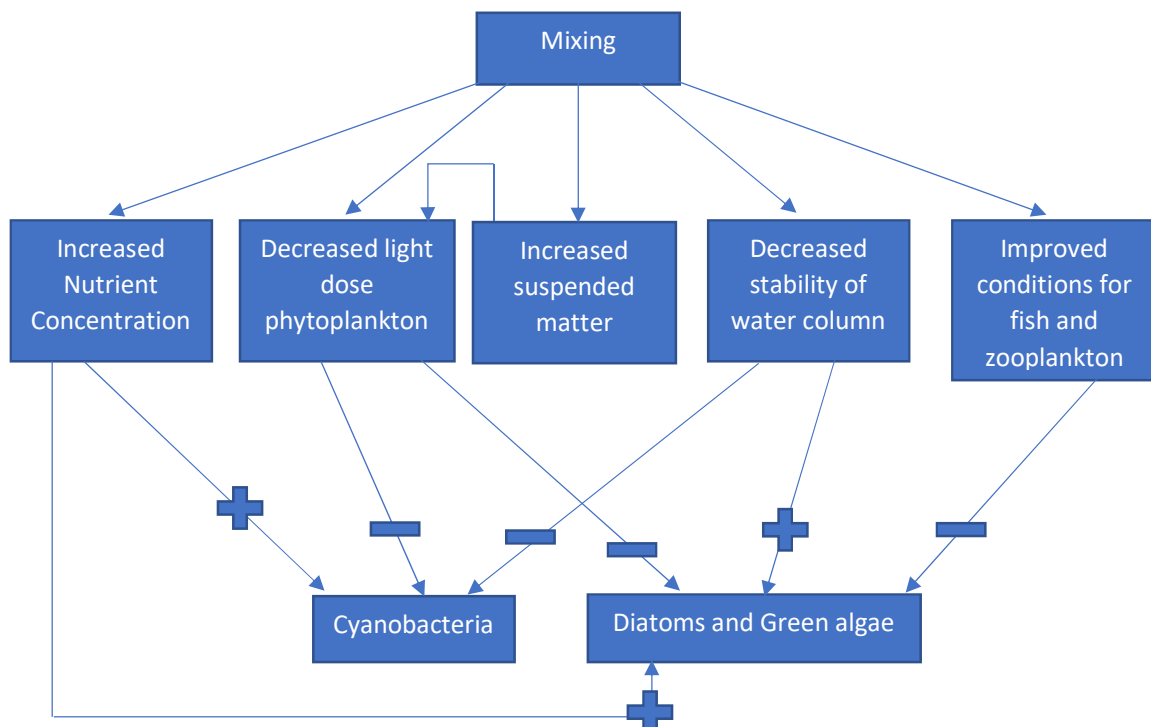 Mixing
Increased
Nutrient
Concentration
Decreased light
dose
phytoplankton
Increased
suspended
matter
Decreased
stability of
water column
Improved
conditions for
fish and
zooplankton
Cyanobacteria
Diatoms and Green algae